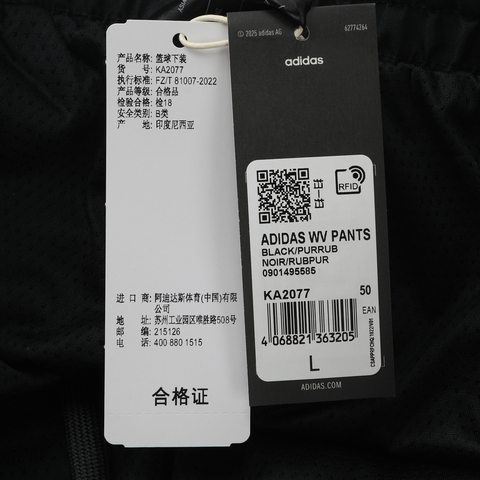 产品名称: 篮球下装
货 号: KA2077
执行标准: FZ/T 81007-2022
产品等级: 合格品
检验合格: 检18
安全类别: B类
产 地: 印度尼西亚
进 口 商: 阿迪达斯体育(中国)有限
公司
地 址: 苏州工业园区唯胜路508号
邮 编: 215126
电 话: 400 880 1515
合格证
© 2025 adidas AG
62774264
adidas
RFID
ADIDAS WV PANTS
BLACK/PURRUB
NOIR/RUBPUR
0901495585
KA2077
50
EAN
4 068821 363205
L
ADIDAS.COM